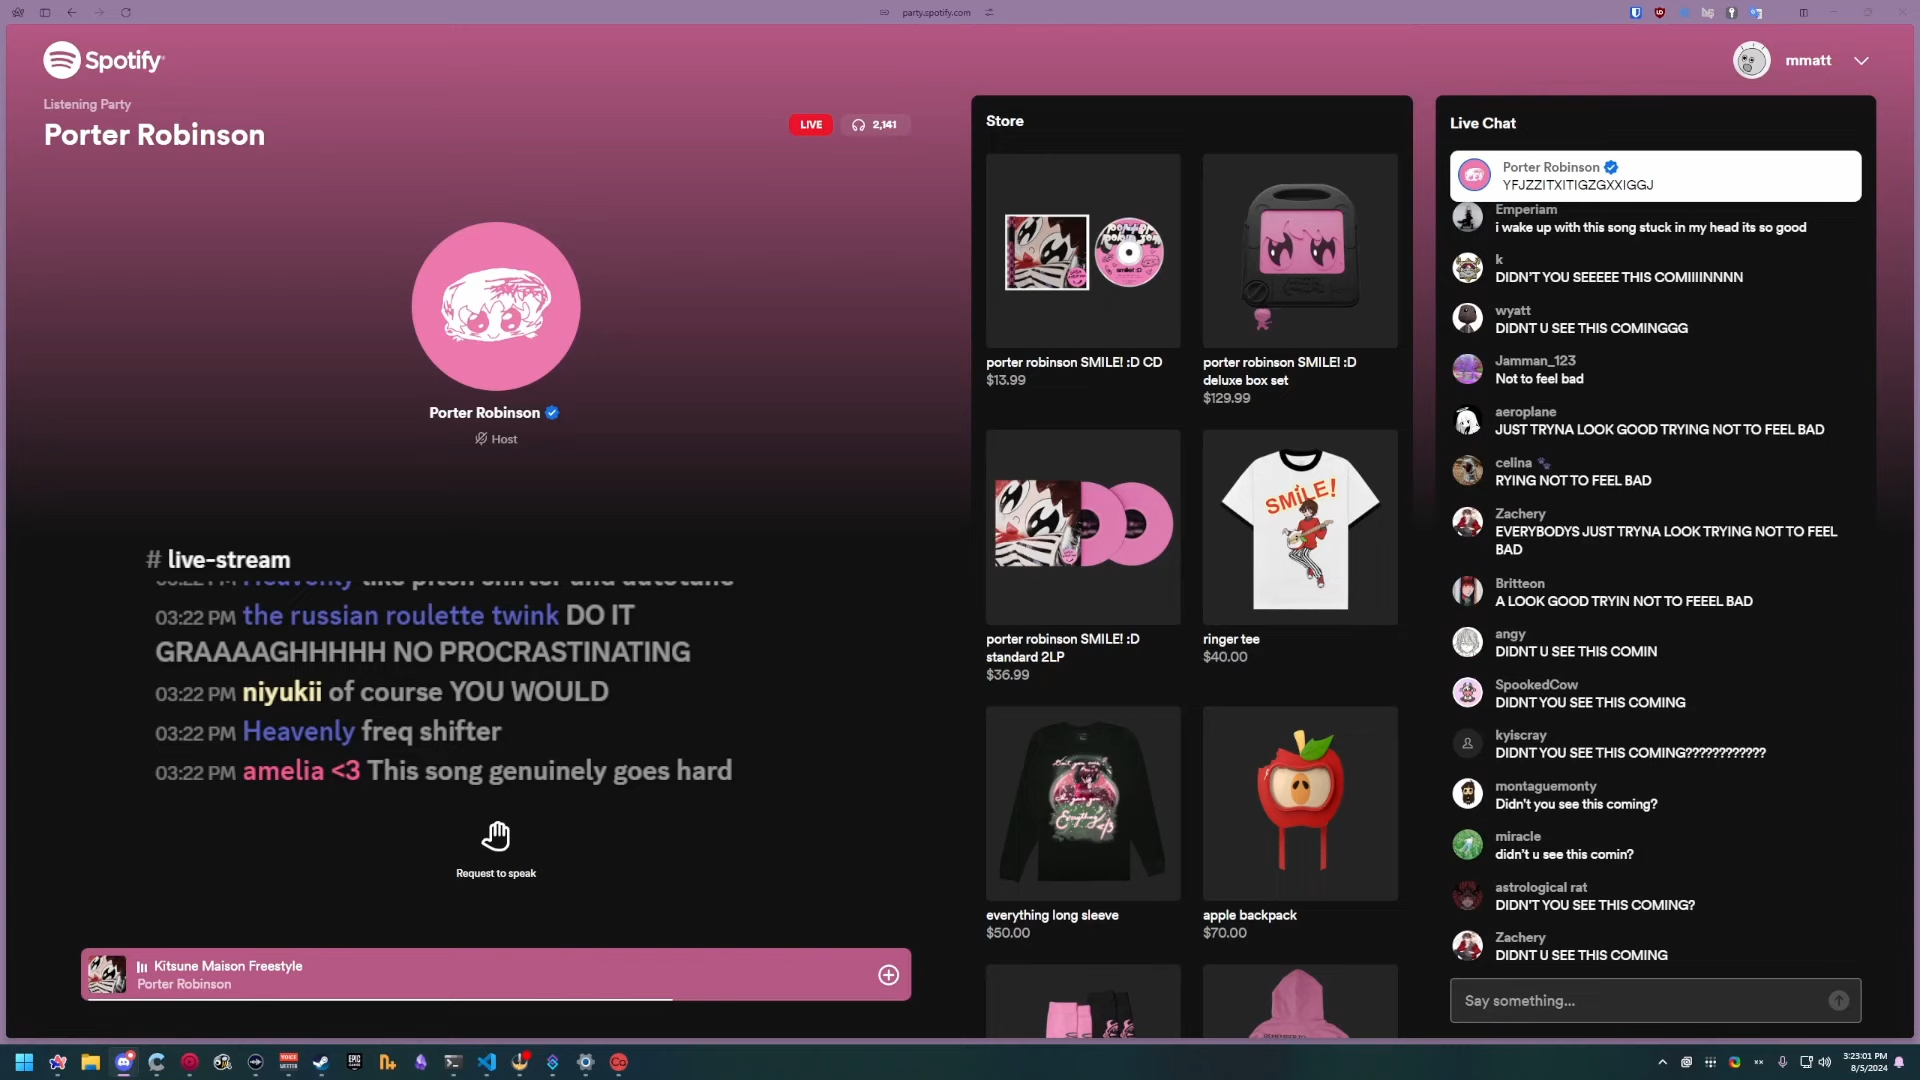 party.spotify.com
Spotify
mmatt
Listening Party
Porter Robinson
LIVE
2,141
Porter Robinson
Host
# live-stream
03:22 PM Heavenly like pitch shifter and autotune
03:22 PM the russian roulette twink DO IT
GRAAAAGHHHHH NO PROCRASTINATING
03:22 PM niyukii of course YOU WOULD
03:22 PM Heavenly freq shifter
03:22 PM amelia <3 This song genuinely goes hard
Request to speak
Kitsune Maison Freestyle
Porter Robinson
Store
SMiLE!
porter robinson SMILE! :D CD
$13.99
porter robinson SMILE! :D
deluxe box set
$129.99
porter robinson SMILE! :D
standard 2LP
$36.99
ringer tee
$40.00
everything long sleeve
$50.00
apple backpack
$70.00
Live Chat
Porter Robinson
YFJZZITXITIGZGXXIGGJ
Emperiam
i wake up with this song stuck in my head its so good
k
DIDN'T YOU SEEEEE THIS COMIIIINNNN
wyatt
DIDNT U SEE THIS COMINGGG
Jamman_123
Not to feel bad
aeroplane
JUST TRYNA LOOK GOOD TRYING NOT TO FEEL BAD
celina
RYING NOT TO FEEL BAD
Zachery
EVERYBODYS JUST TRYNA LOOK TRYING NOT TO FEEL
BAD
Britteon
A LOOK GOOD TRYIN NOT TO FEEEL BAD
angy
DIDNT U SEE THIS COMIN
SpookedCow
DIDNT YOU SEE THIS COMING
kyiscray
DIDNT YOU SEE THIS COMING????????????
montaguemonty
Didn't you see this coming?
miracle
didn't u see this comin?
astrological rat
DIDN'T YOU SEE THIS COMING?
Zachery
DIDNT U SEE THIS COMING
Say something...
3:23:01 PM
8/5/2024